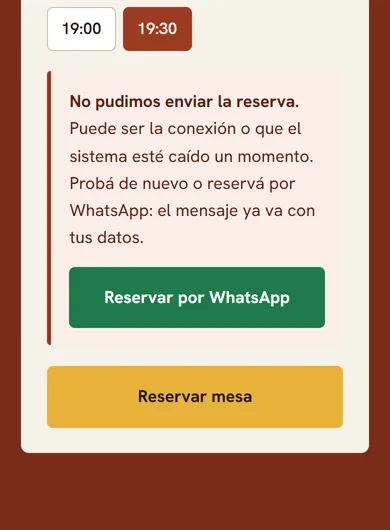 19:00 19:30
No pudimos enviar la reserva.
Puede ser la conexión o que el
sistema esté caído un momento.
Probá de nuevo o reservá por
WhatsApp: el mensaje ya va con
tus datos.
Reservar por WhatsApp
Reservar mesa